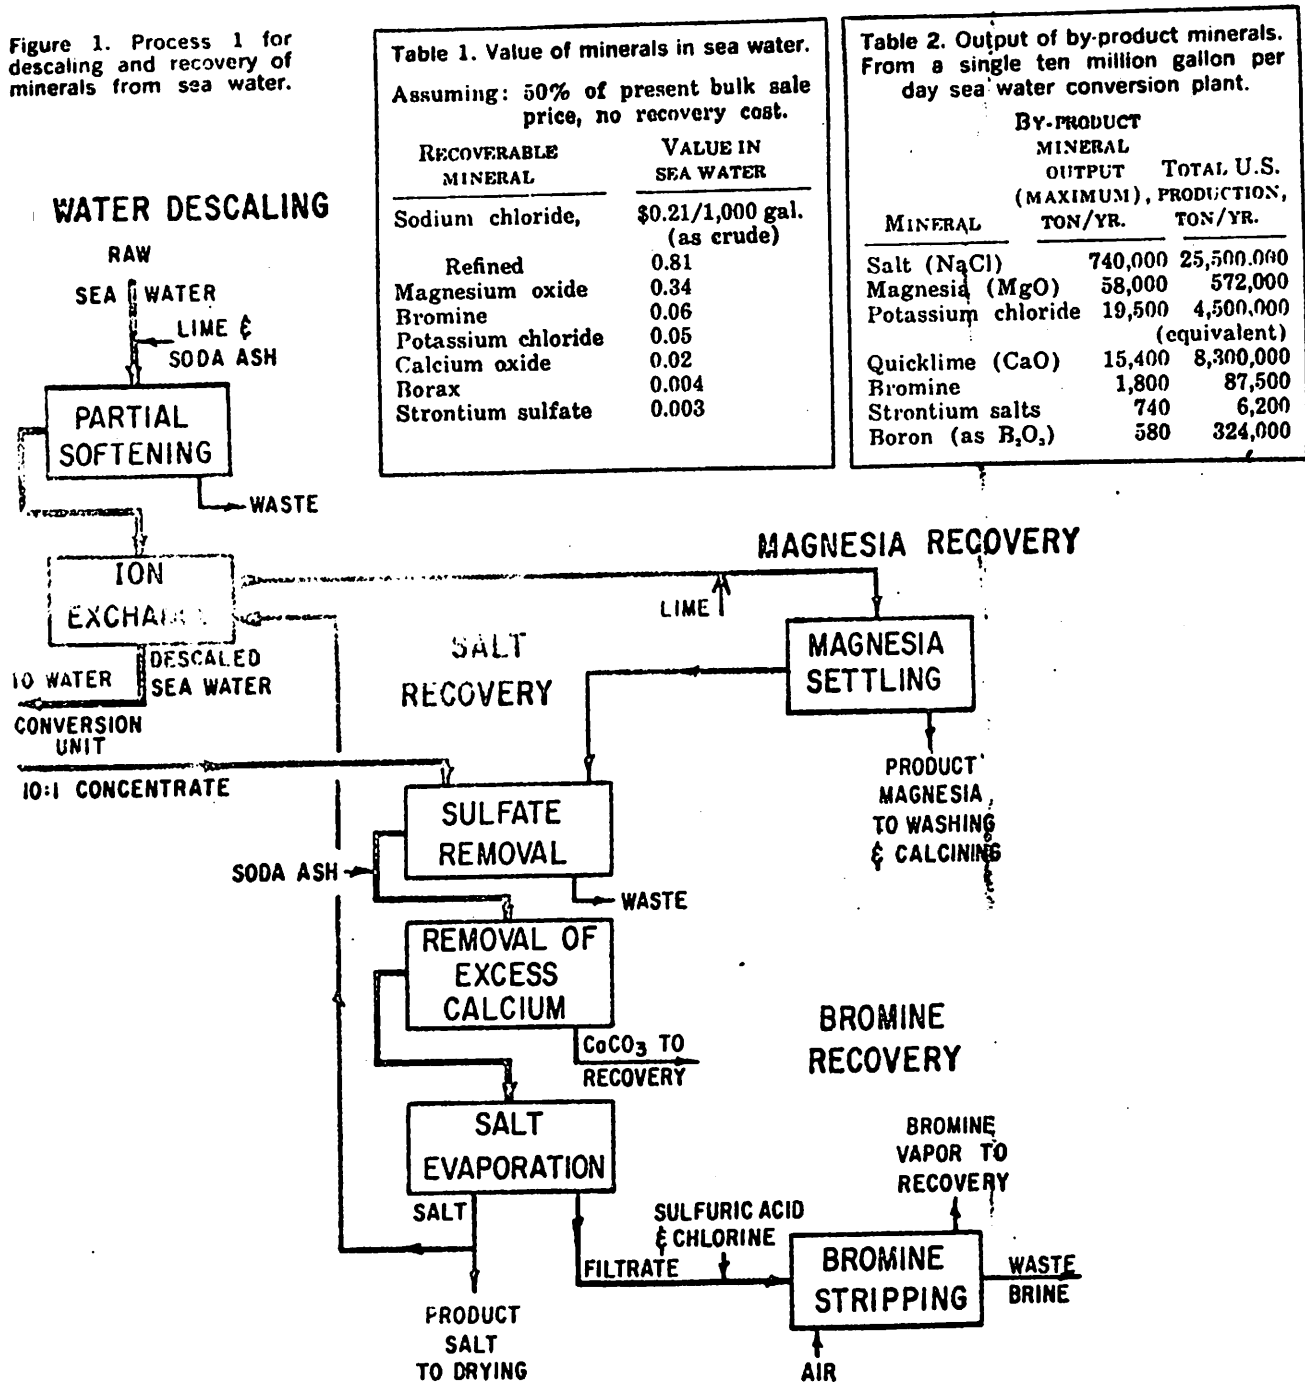 Figure 1. Process 1 for
descaling and recovery of
minerals from sea water.
Table 1. Value of minerals in sea water.
Assuming: 50% of present bulk sale
price, no recovery cost.
RECOVERABLE
MINERAL
VALUE IN
SEA WATER
Sodium chloride, $0.21/1,000 gal.
(as crude)
Refined 0.81
Magnesium oxide 0.34
Bromine 0.06
Potassium chloride 0.05
Calcium oxide 0.02
Borax 0.004
Strontium sulfate 0.003
Table 2. Output of by-product minerals.
From a single ten million gallon per
day sea water conversion plant.
MINERAL
BY-PRODUCT
MINERAL
OUTPUT
(MAXIMUM),
TON/YR.
TOTAL U.S.
PRODUCTION,
TON/YR.
Salt (NaCl) 740,000 25,500.000
Magnesia (MgO) 58,000 572,000
Potassium chloride 19,500 4,500,000
(equivalent)
Quicklime (CaO) 15,400 8,300,000
Bromine 1,800 87,500
Strontium salts 740 6,200
Boron (as B₂O₃) 580 324,000
WATER DESCALING
RAW
SEA WATER
LIME &
SODA ASH
PARTIAL
SOFTENING
WASTE
ION
DESCALED
SEA WATER
TO WATER
CONVERSION
UNIT
10:1 CONCENTRATE
MAGNESIA RECOVERY
LIME
MAGNESIA
SETTLING
PRODUCT
MAGNESIA
TO WASHING
& CALCINING
SALT
RECOVERY
SULFATE
REMOVAL
SODA ASH
WASTE
REMOVAL OF
EXCESS
CALCIUM
CaCO₃ TO
RECOVERY
SALT
EVAPORATION
SALT
PRODUCT
SALT
TO DRYING
FILTRATE
SULFURIC ACID
& CHLORINE
BROMINE
RECOVERY
BROMINE
VAPOR TO
RECOVERY
BROMINE
STRIPPING
WASTE
BRINE
AIR